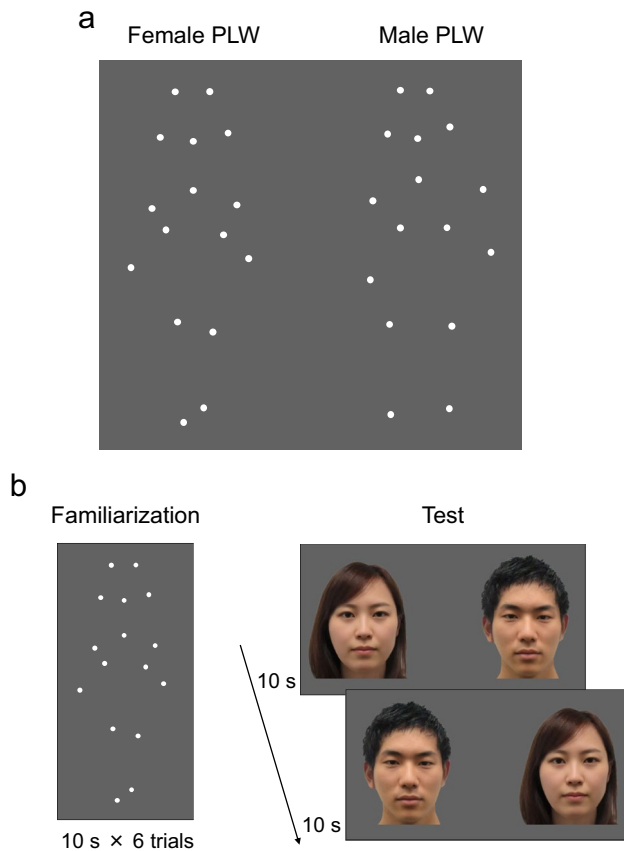 a
Female PLW Male PLW
b
Familiarization Test
10 s
10 s
10 s × 6 trials